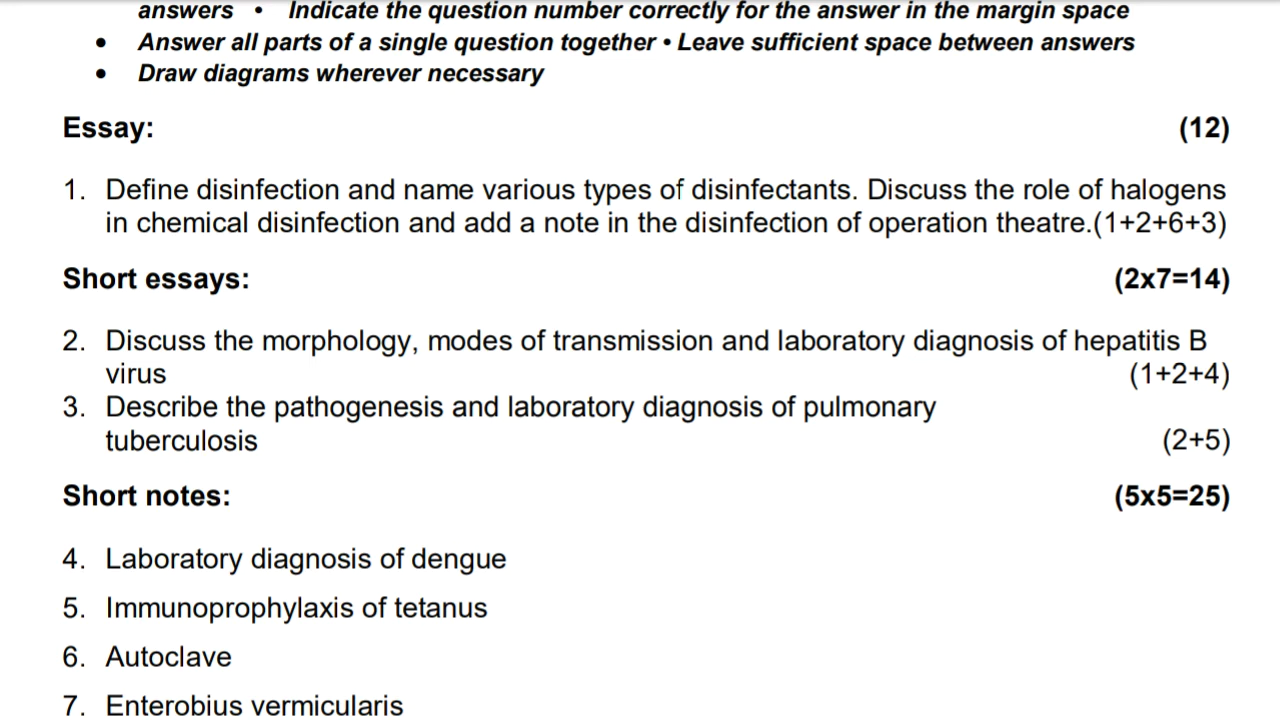 answers • Indicate the question number correctly for the answer in the margin space
• Answer all parts of a single question together • Leave sufficient space between answers
• Draw diagrams wherever necessary
Essay: (12)
1. Define disinfection and name various types of disinfectants. Discuss the role of halogens
in chemical disinfection and add a note in the disinfection of operation theatre.(1+2+6+3)
Short essays: (2x7=14)
2. Discuss the morphology, modes of transmission and laboratory diagnosis of hepatitis B
virus (1+2+4)
3. Describe the pathogenesis and laboratory diagnosis of pulmonary
tuberculosis (2+5)
Short notes: (5x5=25)
4. Laboratory diagnosis of dengue
5. Immunoprophylaxis of tetanus
6. Autoclave
7. Enterobius vermicularis